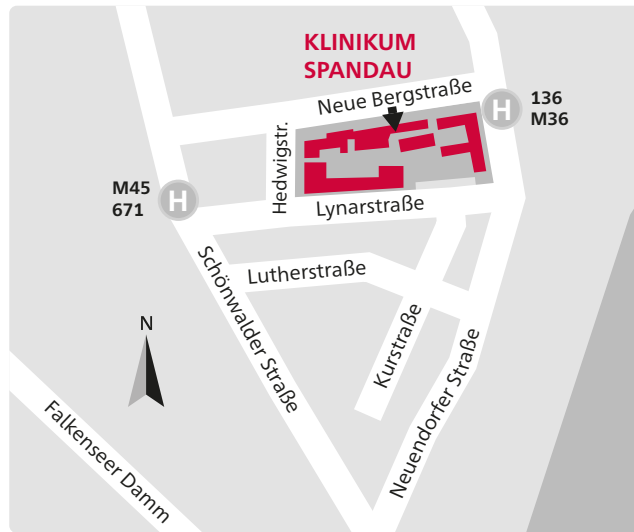 KLINIKUM
SPANDAU
Neue Bergstraße
H
136
M36
Hedwigstr.
M45
671
H
Lynarstraße
Schönwalder Straße
Lutherstraße
Kurstraße
Neuendorfer Straße
N
Falkenseer Damm